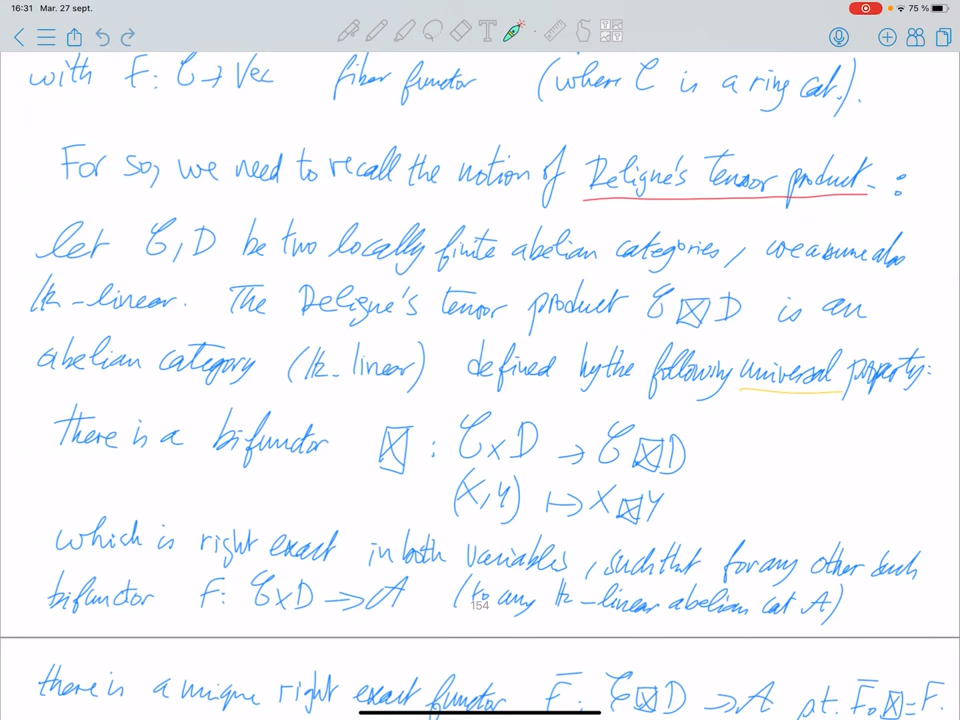 16:31 Mar. 27 sept. 75 %
with F: C → Vec fiber functor (where C is a ring cat.).
For so, we need to recall the notion of Deligne's tensor product :
let C, D be two locally finite abelian categories, we assume also
𝕜-linear. The Deligne's tensor product C ⊠ D is an
abelian category (𝕜-linear) defined by the following universal property:
there is a bifunctor ⊠ : C × D → C ⊠ D
(X, Y) ↦ X ⊠ Y
which is right exact in both variables, such that for any other such
bifunctor F: C × D → A (to any 𝕜-linear abelian cat A)
154
there is a unique right exact functor F̄ : C ⊠ D → A s.t. F̄ ∘ ⊠ = F.